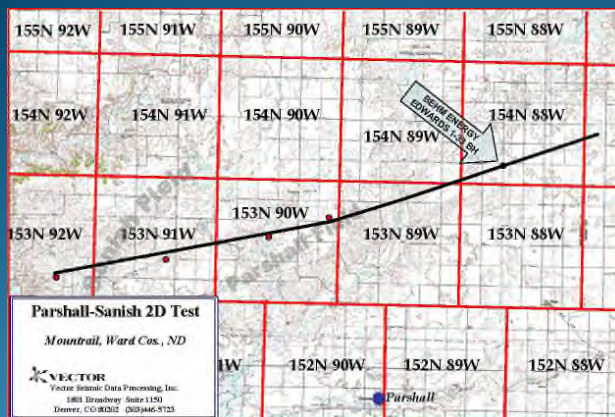 155N 92W 155N 91W 155N 90W 155N 89W 155N 88W
154N 92W 154N 91W 154N 90W 154N 89W 154N 88W
BEHM ENERGY
153N 92W 153N 91W 153N 90W 153N 89W 153N 88W
Parshall Field
Parshall-Sanish 2D Test
Mountrail, Ward Cos., ND
VECTOR
Vector Seismic Data Processing, Inc.
1801 Broadway Suite 1150
Denver, CO 80202 (303)446-5723
1W 152N 90W 152N 89W 152N 88W
Parshall